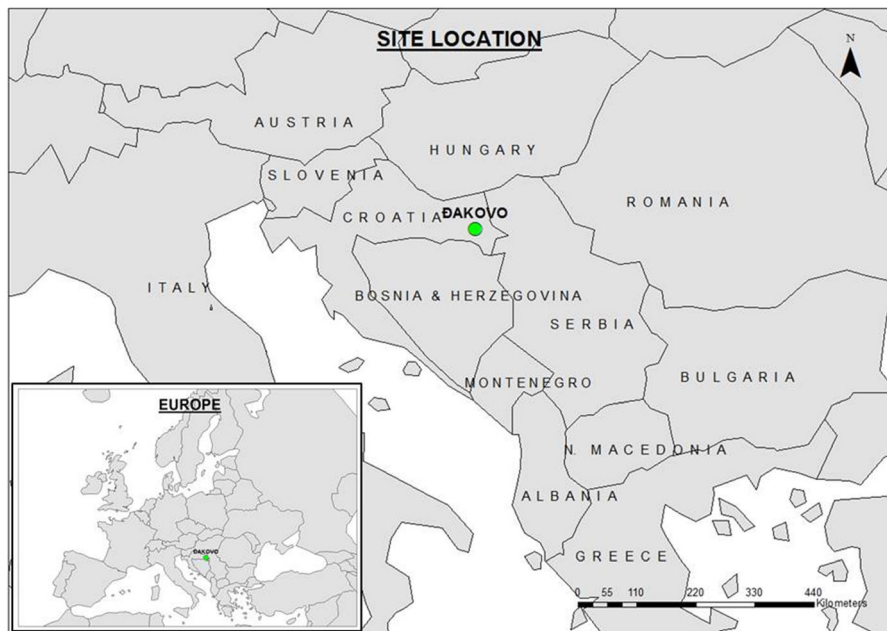 SITE LOCATION
N
AUSTRIA
HUNGARY
SLOVENIA
ROMANIA
CROATIA
ĐAKOVO
ITALY
BOSNIA & HERZEGOVINA
SERBIA
MONTENEGRO
BULGARIA
N. MACEDONIA
ALBANIA
GREECE
EUROPE
ĐAKOVO
0 55 110 220 330 440
Kilometers